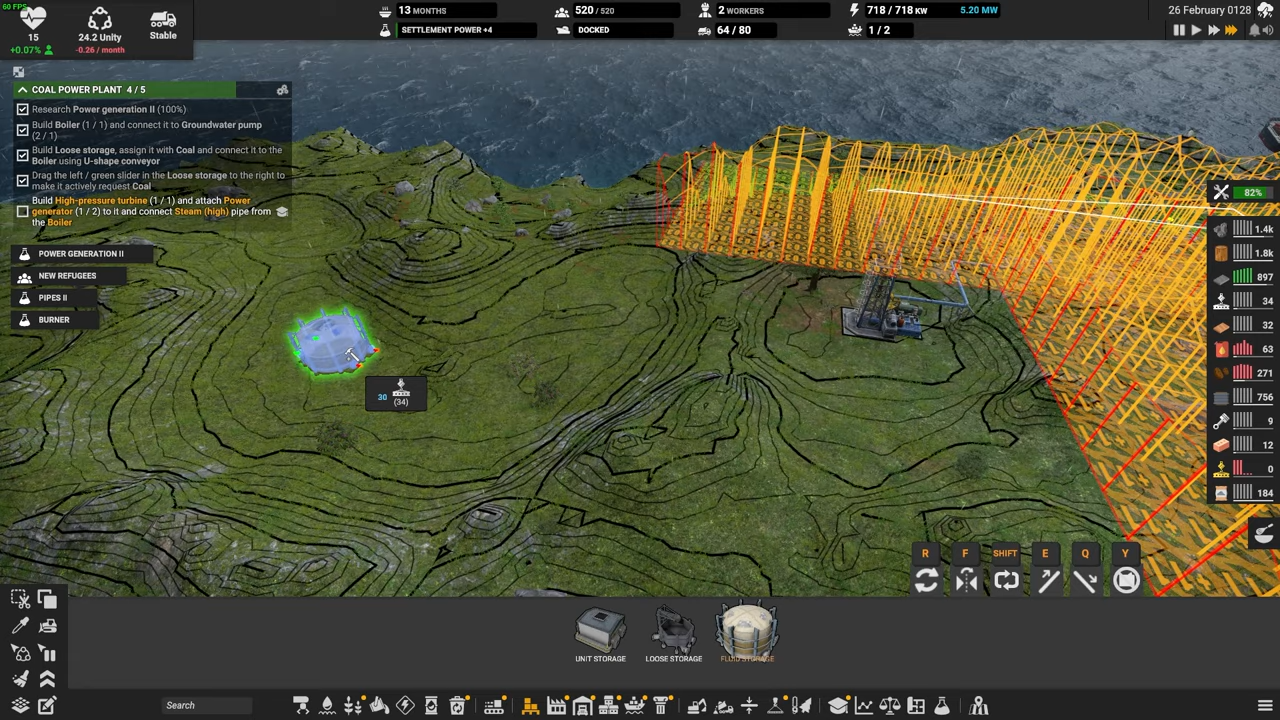 60 FPS
15
+0.07%
24.2 Unity
-0.26 / month
Stable
13 MONTHS
SETTLEMENT POWER +4
520 / 520
DOCKED
2 WORKERS
64 / 80
718 / 718 KW
5.20 MW
1 / 2
26 February 0128
COAL POWER PLANT 4 / 5
Research Power generation II (100%)
Build Boiler (1 / 1) and connect it to Groundwater pump
(2 / 1)
Build Loose storage, assign it with Coal and connect it to the
Boiler using U-shape conveyor
Drag the left / green slider in the Loose storage to the right to
make it actively request Coal
Build High-pressure turbine (1 / 1) and attach Power
generator (1 / 2) to it and connect Steam (high) pipe from
the Boiler
POWER GENERATION II
NEW REFUGEES
PIPES II
BURNER
30
(34)
82%
1.4k
1.8k
897
34
32
63
271
756
9
12
0
184
R
F
SHIFT
E
Q
Y
UNIT STORAGE
LOOSE STORAGE
FLUID STORAGE
Search